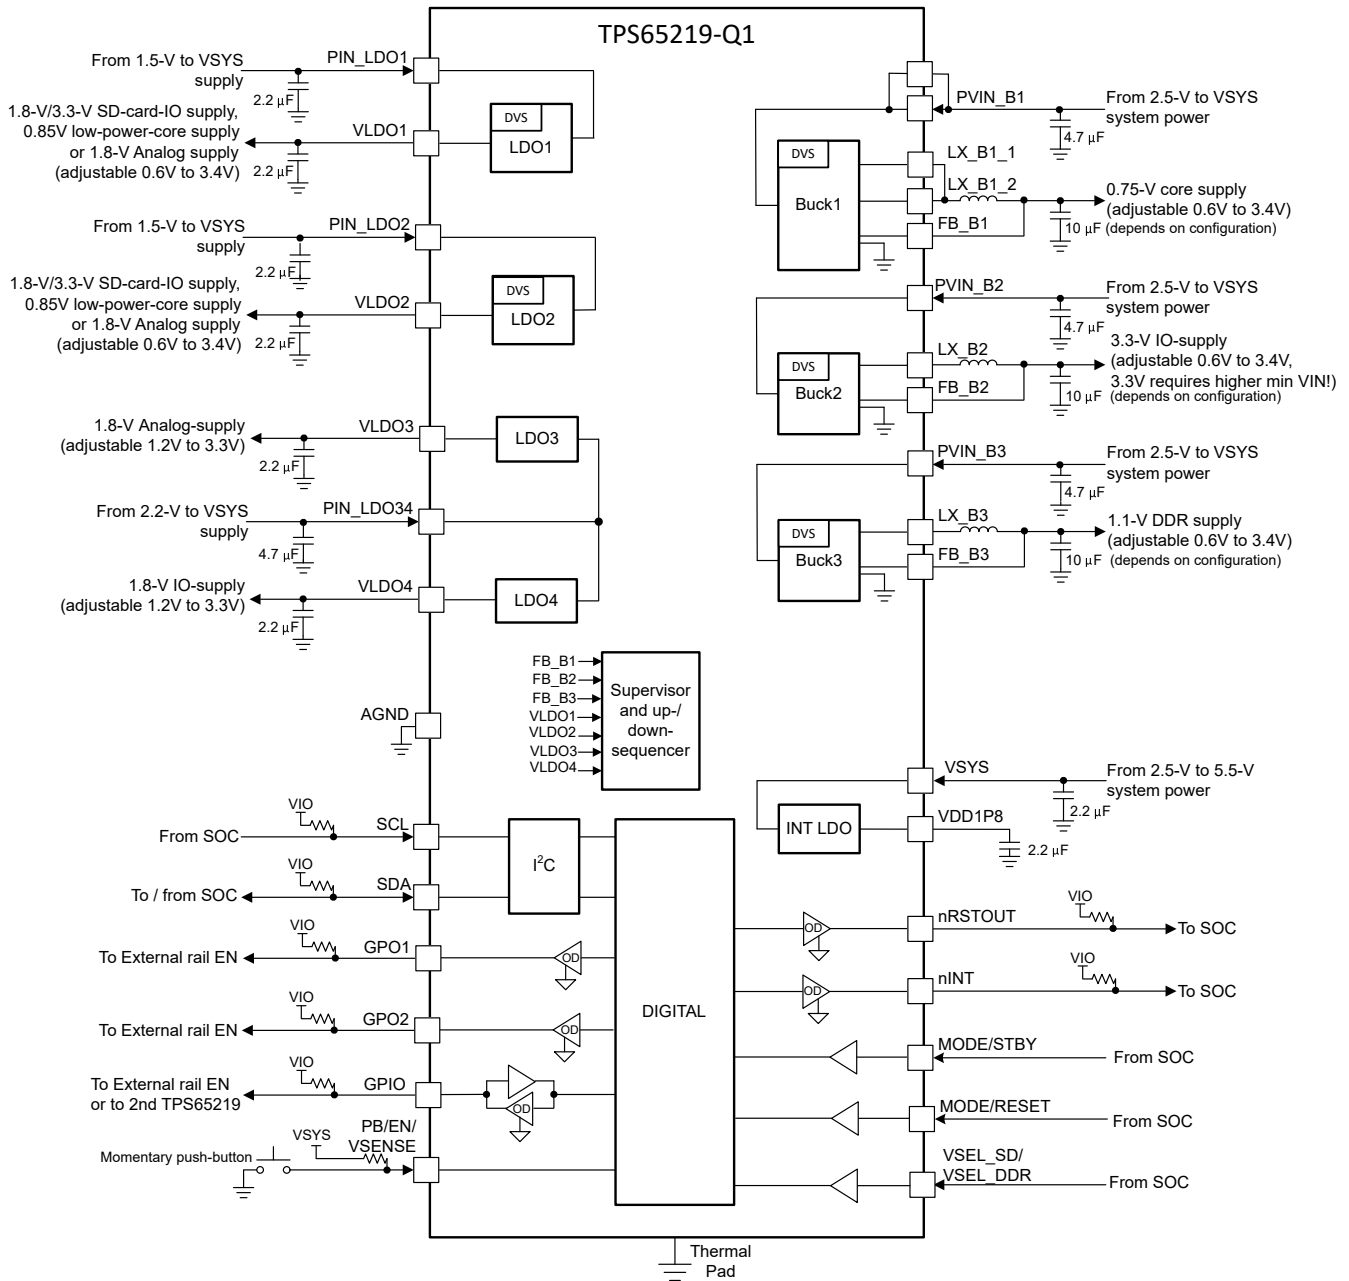 TPS65219-Q1
From 1.5-V to VSYS
supply
PIN_LDO1
2.2 µF
1.8-V/3.3-V SD-card-IO supply,
0.85V low-power-core supply
or 1.8-V Analog supply
(adjustable 0.6V to 3.4V)
VLDO1
2.2 µF
DVS
LDO1
From 1.5-V to VSYS
supply
PIN_LDO2
2.2 µF
1.8-V/3.3-V SD-card-IO supply,
0.85V low-power-core supply
or 1.8-V Analog supply
(adjustable 0.6V to 3.4V)
VLDO2
2.2 µF
DVS
LDO2
1.8-V Analog-supply
(adjustable 1.2V to 3.3V)
VLDO3
2.2 µF
LDO3
From 2.2-V to VSYS
supply
PIN_LDO34
4.7 µF
1.8-V IO-supply
(adjustable 1.2V to 3.3V)
VLDO4
2.2 µF
LDO4
PVIN_B1
From 2.5-V to VSYS
system power
4.7 µF
DVS
Buck1
LX_B1_1
LX_B1_2
FB_B1
0.75-V core supply
(adjustable 0.6V to 3.4V)
10 µF (depends on configuration)
PVIN_B2
From 2.5-V to VSYS
system power
4.7 µF
DVS
Buck2
LX_B2
FB_B2
3.3-V IO-supply
(adjustable 0.6V to 3.4V,
3.3V requires higher min VIN!)
10 µF (depends on configuration)
PVIN_B3
From 2.5-V to VSYS
system power
4.7 µF
DVS
Buck3
LX_B3
FB_B3
1.1-V DDR supply
(adjustable 0.6V to 3.4V)
10 µF (depends on configuration)
FB_B1
FB_B2
FB_B3
VLDO1
VLDO2
VLDO3
VLDO4
Supervisor
and up-/
down-
sequencer
AGND
VSYS
From 2.5-V to 5.5-V
system power
2.2 µF
INT LDO
VDD1P8
2.2 µF
VIO
From SOC
SCL
VIO
To / from SOC
SDA
I²C
VIO
To External rail EN
GPO1
OD
VIO
To External rail EN
GPO2
OD
VIO
To External rail EN
or to 2nd TPS65219
GPIO
OD
Momentary push-button
VSYS
PB/EN/
VSENSE
DIGITAL
OD
nRSTOUT
VIO
To SOC
OD
nINT
VIO
To SOC
MODE/STBY
From SOC
MODE/RESET
From SOC
VSEL_SD/
VSEL_DDR
From SOC
Thermal
Pad